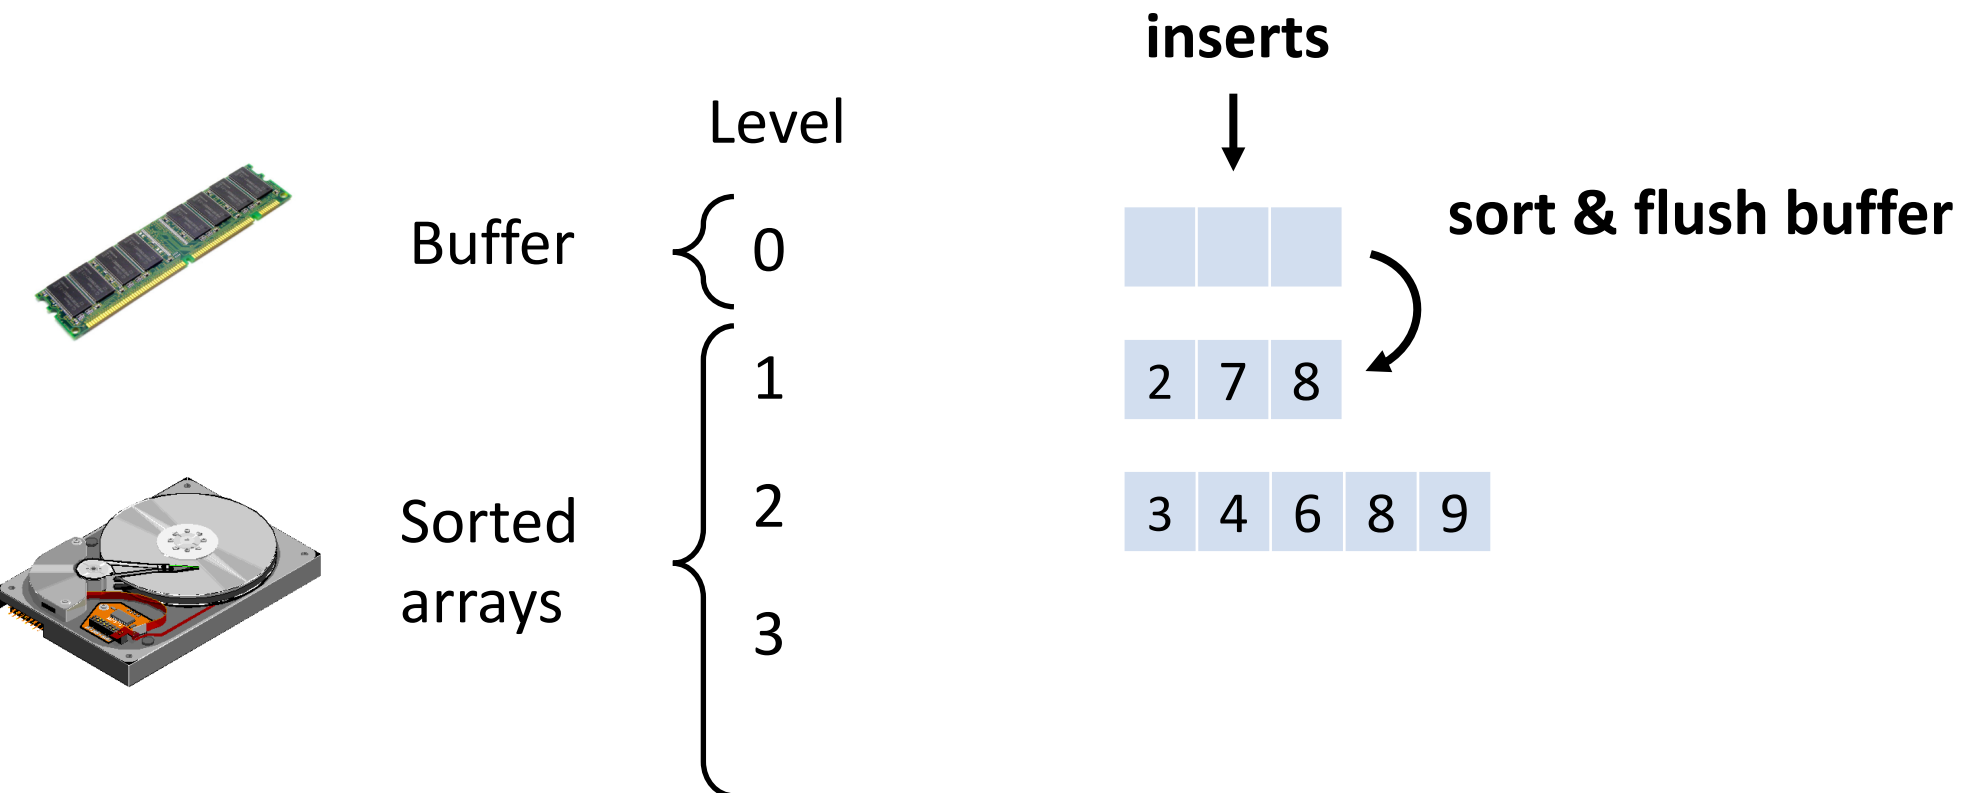 inserts
Level
Buffer
0
sort & flush buffer
1
2 7 8
Sorted
arrays
2
3 4 6 8 9
3